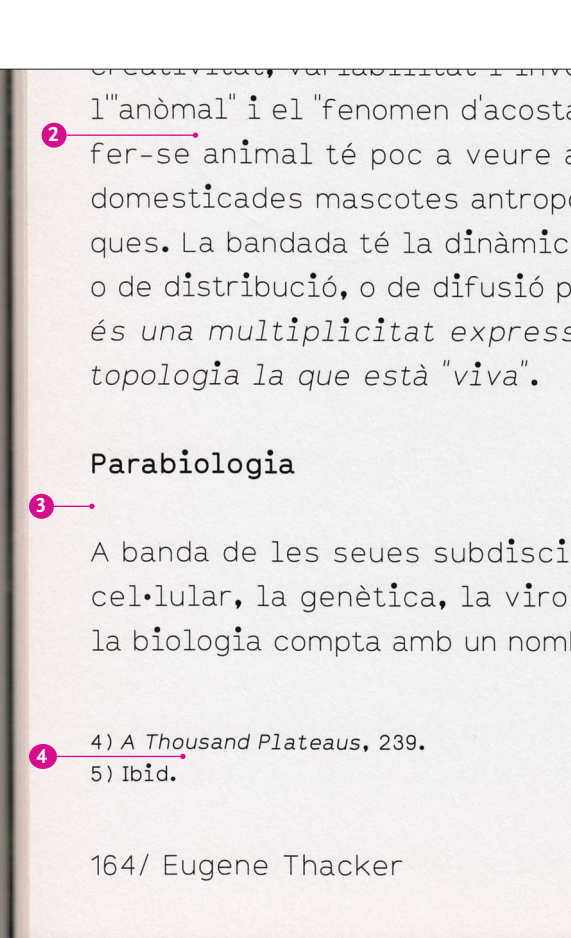 creativitat, variabilitat i
l'"anòmal" i el "fenomen d'acosta
2
fer-se animal té poc a veure a
domesticades mascotes antropo
ques. La bandada té la dinàmic
o de distribució, o de difusió p
és una multiplicitat express
topologia la que està "viva".
Parabiologia
3
A banda de les seues subdisci
cel·lular, la genètica, la viro
la biologia compta amb un nom
4) A Thousand Plateaus, 239.
4
5) Ibid.
164/ Eugene Thacker